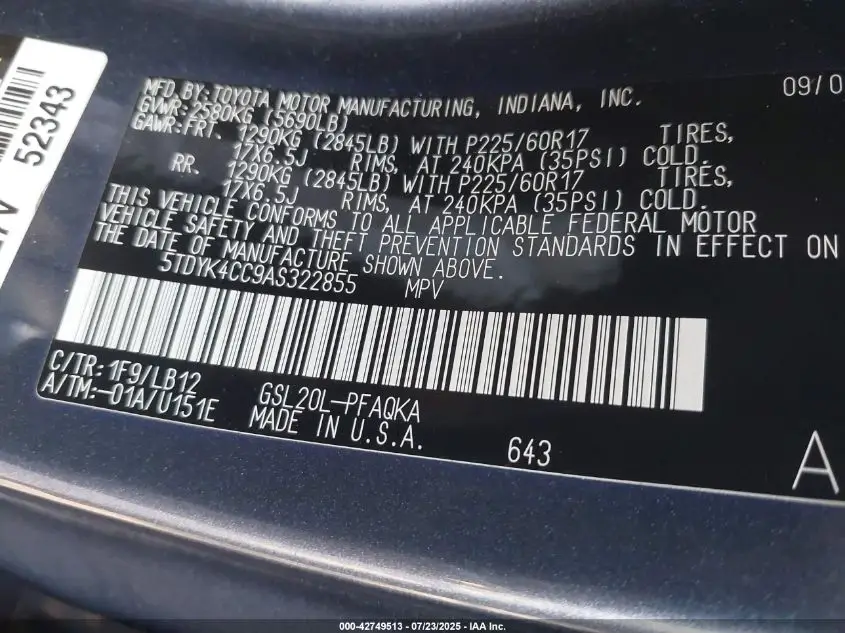 52343
MFD. BY: TOYOTA MOTOR MANUFACTURING, INDIANA, INC. 09/0
GVWR: 2580KG (5690LB)
GAWR: FRT. 1290KG (2845LB) WITH P225/60R17 TIRES,
17X6.5J RIMS, AT 240KPA (35PSI) COLD.
RR. 1290KG (2845LB) WITH P225/60R17 TIRES,
17X6.5J RIMS, AT 240KPA (35PSI) COLD.
THIS VEHICLE CONFORMS TO ALL APPLICABLE FEDERAL MOTOR
VEHICLE SAFETY AND THEFT PREVENTION STANDARDS IN EFFECT ON
THE DATE OF MANUFACTURE SHOWN ABOVE.
5TDYK4CC9AS322855 MPV
C/TR: 1F9/LB12
A/TM:-01A/U151E
GSL20L-PFAQKA
MADE IN U.S.A.
643
A
000-42749513 - 07/23/2025 - IAA Inc.